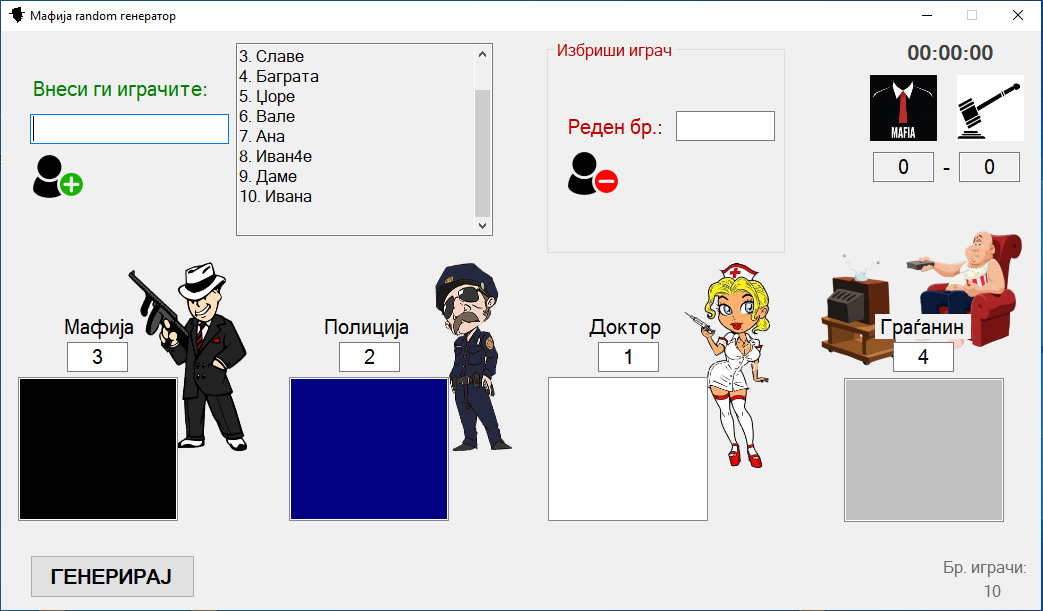 Мафија random генератор
Внеси ги играчите:
3. Славе
4. Баграта
5. Џоре
6. Вале
7. Ана
8. Иван4е
9. Даме
10. Ивана
Избриши играч
Реден бр.:
00:00:00
MAFIA
0 - 0
Мафија
3
Полиција
2
Доктор
1
Граѓанин
4
ГЕНЕРИРАЈ
Бр. играчи:
10